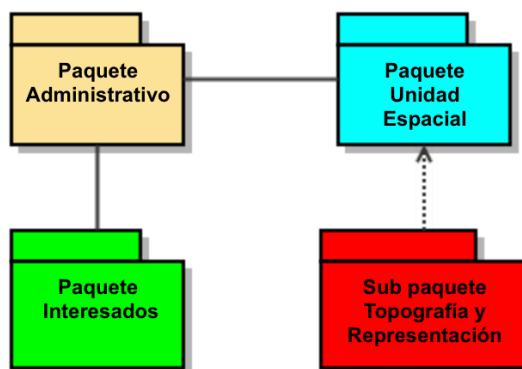 Paquete
Administrativo
Paquete
Unidad
Espacial
Paquete
Interesados
Sub paquete
Topografía y
Representación